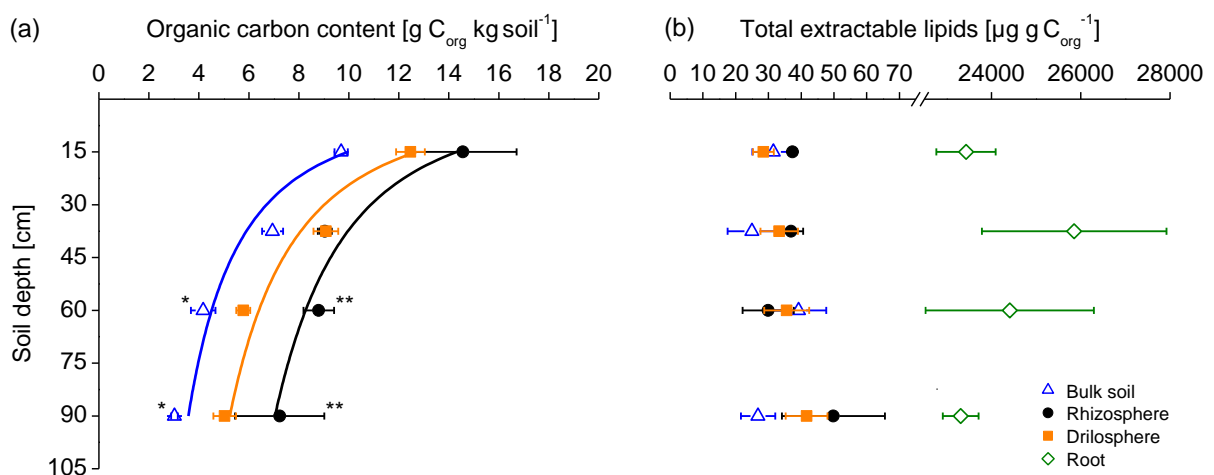 (a) Organic carbon content [g C_org kg soil⁻¹]
0 2 4 6 8 10 12 14 16 18 20
Soil depth [cm]
15
30
45
60
75
90
105
*
**
*
**
(b) Total extractable lipids [µg g C_org⁻¹]
0 10 20 30 40 50 60 70 24000 26000 28000
Bulk soil
Rhizosphere
Drilosphere
Root